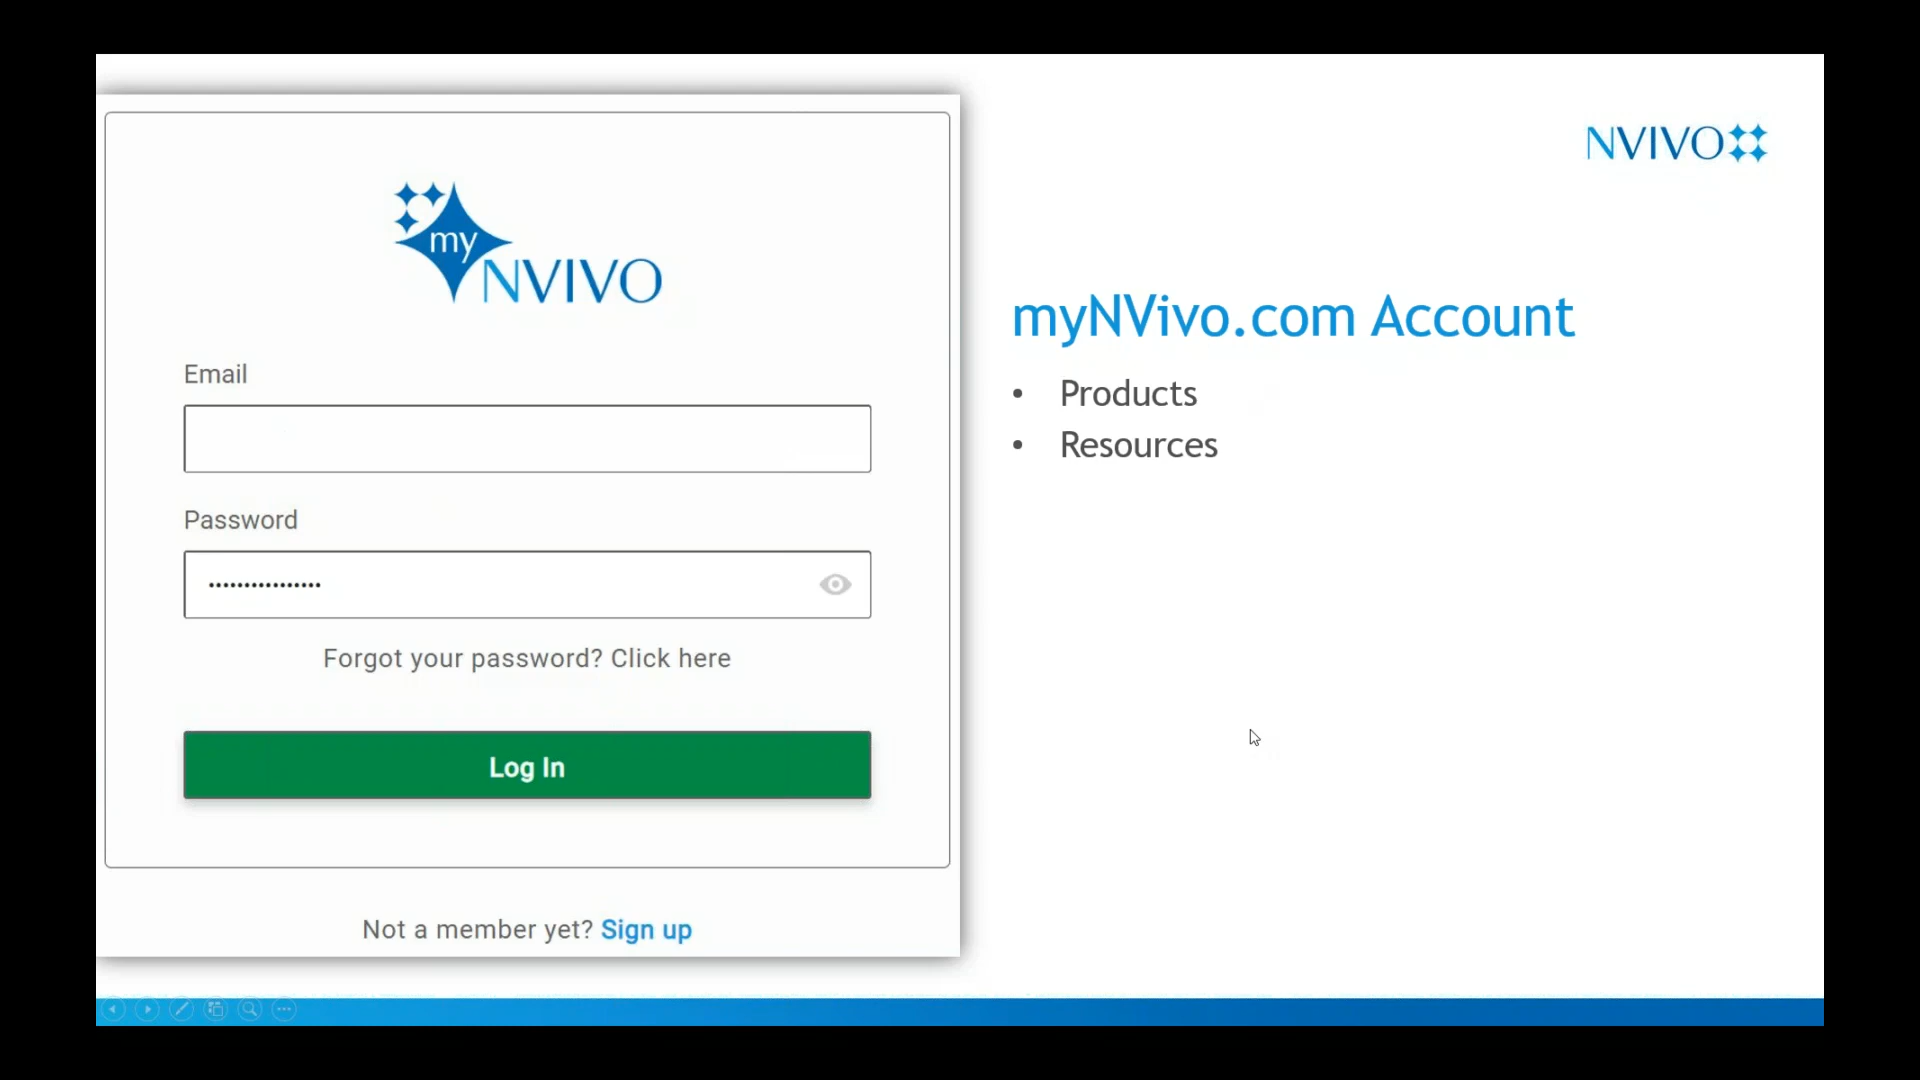 my
NVIVO
Email
Password
••••••••••••••••
Forgot your password? Click here
Log In
Not a member yet? Sign up
NVIVO
myNVivo.com Account
• Products
• Resources